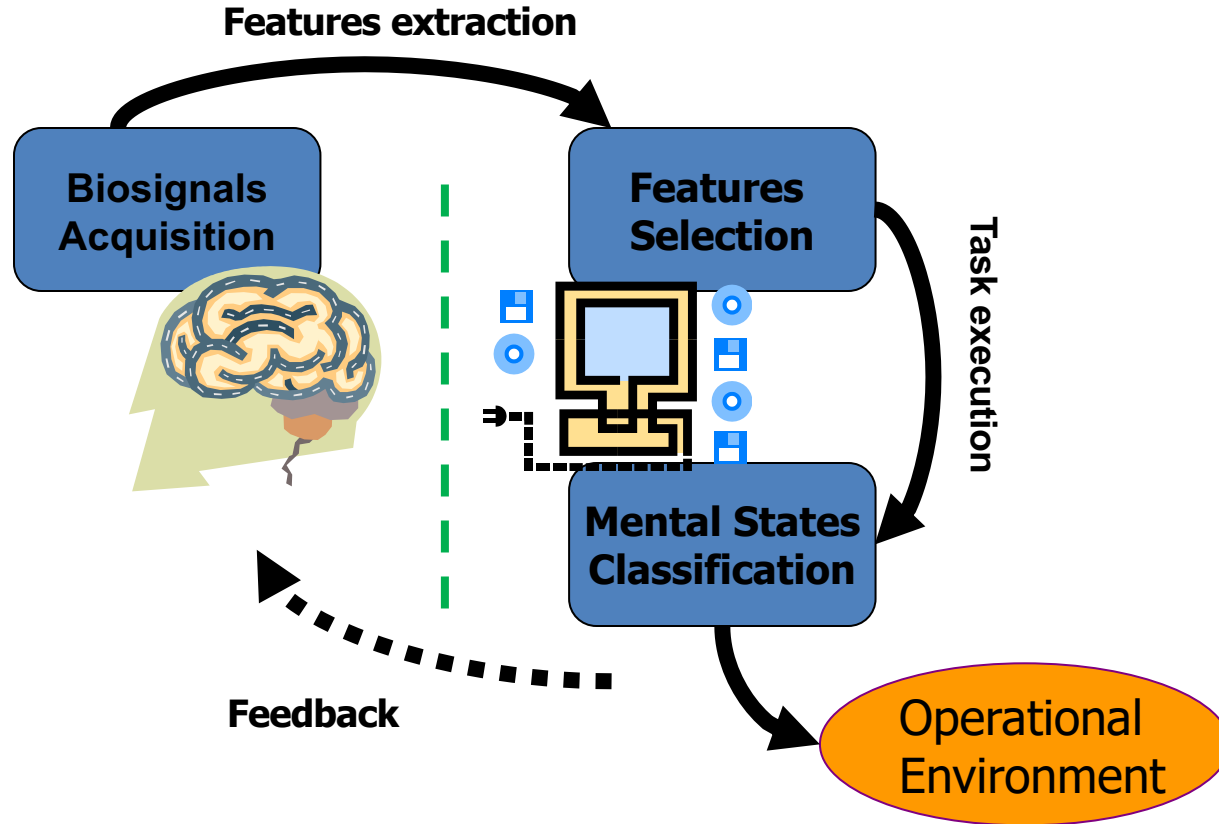 Features extraction
Biosignals
Acquisition
Features
Selection
Task execution
Mental States
Classification
Feedback
Operational
Environment